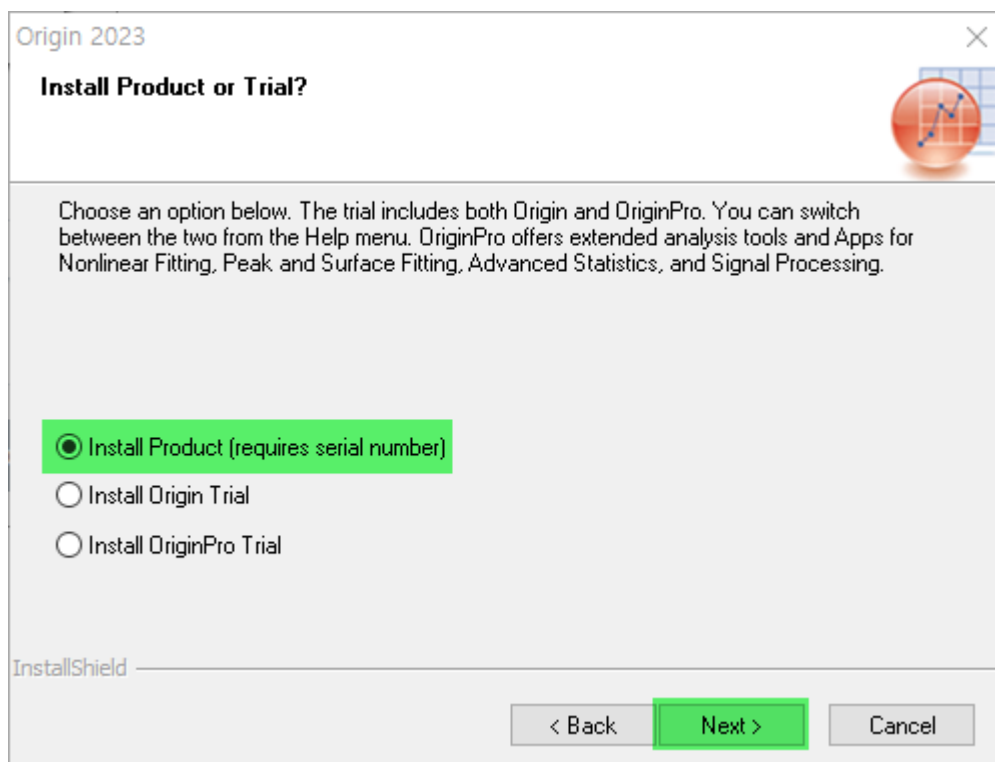 Origin 2023
Install Product or Trial?
Choose an option below. The trial includes both Origin and OriginPro. You can switch
between the two from the Help menu. OriginPro offers extended analysis tools and Apps for
Nonlinear Fitting, Peak and Surface Fitting, Advanced Statistics, and Signal Processing.
Install Product (requires serial number)
Install Origin Trial
Install OriginPro Trial
InstallShield
< Back
Next >
Cancel